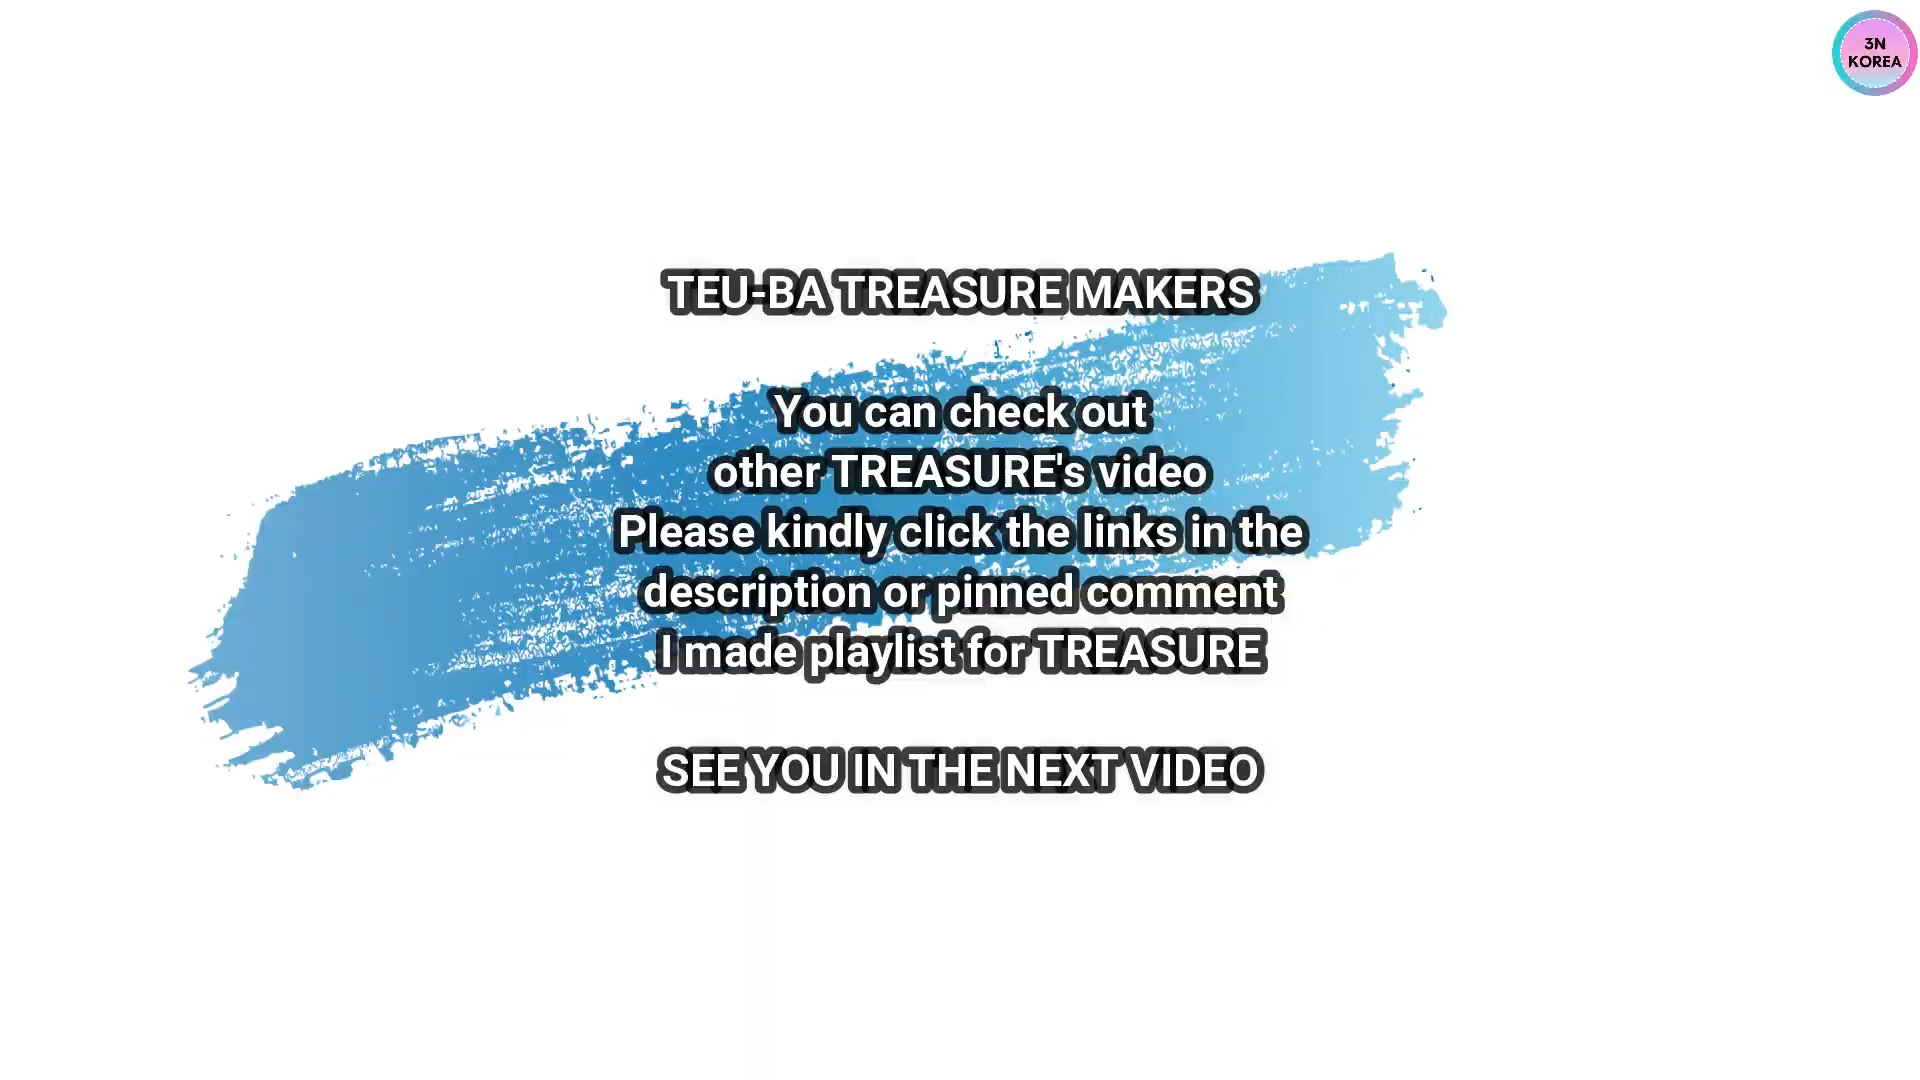 3N
KOREA
TEU-BA TREASURE MAKERS
You can check out
other TREASURE's video
Please kindly click the links in the
description or pinned comment
I made playlist for TREASURE
SEE YOU IN THE NEXT VIDEO